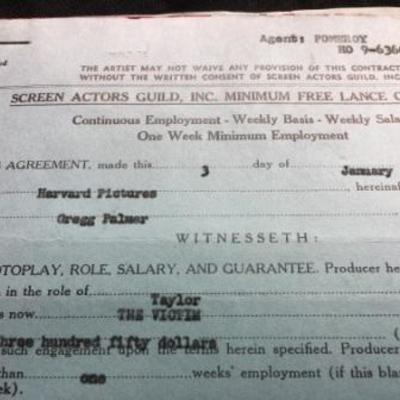 Agent: POMEROY
HO 9-636
THE ARTIST MAY NOT WAIVE ANY PROVISION OF THIS CONTRACT
WITHOUT THE WRITTEN CONSENT OF SCREEN ACTORS GUILD, INC.
SCREEN ACTORS GUILD, INC. MINIMUM FREE LANCE C
Continuous Employment - Weekly Basis - Weekly Sala
One Week Minimum Employment
AGREEMENT, made this 3 day of January
Harvard Pictures, hereinaf
Gregg Palmer
WITNESSETH:
OTOPLAY, ROLE, SALARY, AND GUARANTEE. Producer he
in the role of Taylor
s now THE VICTIM
three hundred fifty dollars
such engagement upon the terms herein specified. Producer
than one weeks' employment (if this bla
ek).